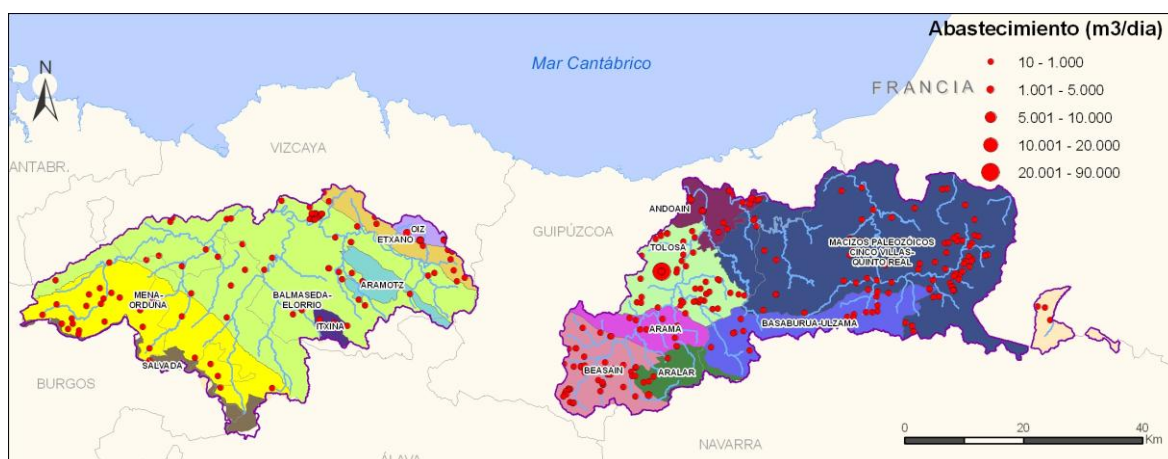 Abastecimiento (m3/dia)
10 - 1.000
1.001 - 5.000
5.001 - 10.000
10.001 - 20.000
20.001 - 90.000
N
Mar Cantábrico
FRANCIA
VIZCAYA
ANTABR.
GUIPÚZCOA
OIZ
ETXANO
ANDOAIN
TOLOSA
MACIZOS PALEOZÓICOS
CINCO VILLAS-
QUINTO REAL
ARAMOTZ
MENA-
ORDUÑA
BALMASEDA-
ELORRIO
ITXINA
BASABURUA-ULZAMA
ARAMA
SALVADA
BEASAIN
ARALAR
BURGOS
NAVARRA
ÁLAVA
0 20 40
Km